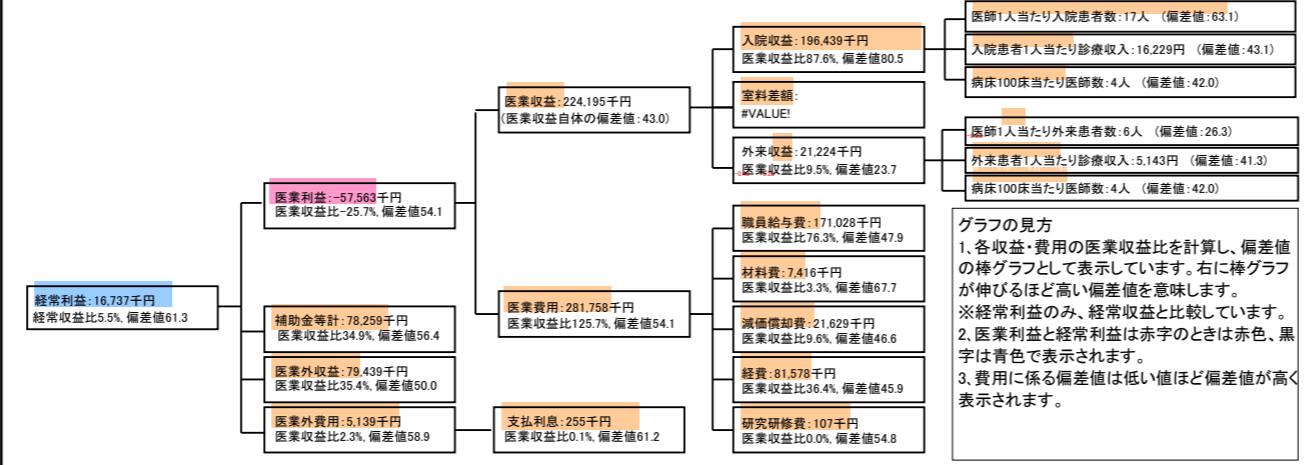 経常利益:16,737千円
経常収益比5.5%, 偏差値61.3
医業利益:-57,563千円
医業収益比-25.7%, 偏差値54.1
補助金等計:78,259千円
医業収益比34.9%, 偏差値56.4
医業外収益:79,439千円
医業収益比35.4%, 偏差値50.0
医業外費用:5,139千円
医業収益比2.3%, 偏差値58.9
医業収益:224,195千円
(医業収益自体の偏差値:43.0)
医業費用:281,758千円
医業収益比125.7%, 偏差値54.1
支払利息:255千円
医業収益比0.1%, 偏差値61.2
入院収益:196,439千円
医業収益比87.6%, 偏差値80.5
室料差額:
#VALUE!
外来収益:21,224千円
医業収益比9.5%, 偏差値23.7
職員給与費:171,028千円
医業収益比76.3%, 偏差値47.9
材料費:7,416千円
医業収益比3.3%, 偏差値67.7
減価償却費:21,629千円
医業収益比9.6%, 偏差値46.6
経費:81,578千円
医業収益比36.4%, 偏差値45.9
研究研修費:107千円
医業収益比0.0%, 偏差値54.8
医師1人当たり入院患者数:17人 (偏差値:63.1)
入院患者1人当たり診療収入:16,229円 (偏差値:43.1)
病床100床当たり医師数:4人 (偏差値:42.0)
医師1人当たり外来患者数:6人 (偏差値:26.3)
外来患者1人当たり診療収入:5,143円 (偏差値:41.3)
病床100床当たり医師数:4人 (偏差値:42.0)
グラフの見方
1、各収益・費用の医業収益比を計算し、偏差値
の棒グラフとして表示しています。右に棒グラフ
が伸びるほど高い偏差値を意味します。
※経常利益のみ、経常収益と比較しています。
2、医業利益と経常利益は赤字のときは赤色、黒
字は青色で表示されます。
3、費用に係る偏差値は低い値ほど偏差値が高く
表示されます。